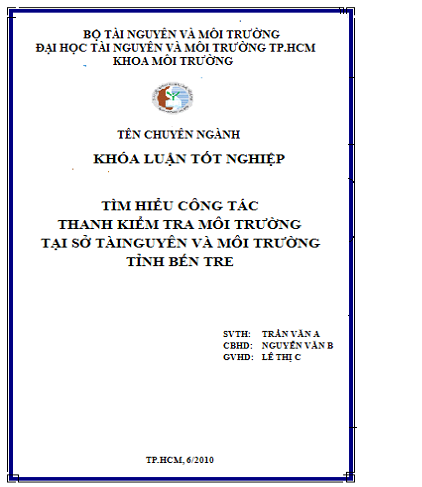 BỘ TÀI NGUYÊN VÀ MÔI TRƯỜNG
ĐẠI HỌC TÀI NGUYÊN VÀ MÔI TRƯỜNG TP.HCM
KHOA MÔI TRƯỜNG
TÊN CHUYÊN NGÀNH
KHÓA LUẬN TỐT NGHIỆP
TÌM HIỂU CÔNG TÁC
THANH KIỂM TRA MÔI TRƯỜNG
TẠI SỞ TÀINGUYÊN VÀ MÔI TRƯỜNG
TỈNH BẾN TRE
SVTH: TRẦN VĂN A
CBHD: NGUYỄN VĂN B
GVHD: LÊ THỊ C
TP.HCM, 6/2010